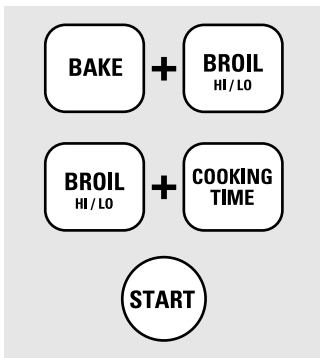 BAKE + BROIL
HI / LO
BROIL + COOKING
HI / LO TIME
START